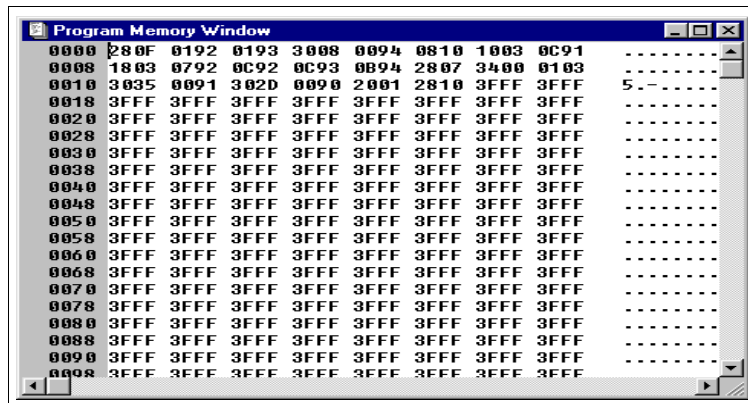 Program Memory Window
0000 280F 0192 0193 3008 0094 0810 1003 0C91 ........
0008 1803 0792 0C92 0C93 0B94 2807 3400 0103 ........
0010 3035 0091 302D 0090 2001 2810 3FFF 3FFF 5.-.....
0018 3FFF 3FFF 3FFF 3FFF 3FFF 3FFF 3FFF 3FFF ........
0020 3FFF 3FFF 3FFF 3FFF 3FFF 3FFF 3FFF 3FFF ........
0028 3FFF 3FFF 3FFF 3FFF 3FFF 3FFF 3FFF 3FFF ........
0030 3FFF 3FFF 3FFF 3FFF 3FFF 3FFF 3FFF 3FFF ........
0038 3FFF 3FFF 3FFF 3FFF 3FFF 3FFF 3FFF 3FFF ........
0040 3FFF 3FFF 3FFF 3FFF 3FFF 3FFF 3FFF 3FFF ........
0048 3FFF 3FFF 3FFF 3FFF 3FFF 3FFF 3FFF 3FFF ........
0050 3FFF 3FFF 3FFF 3FFF 3FFF 3FFF 3FFF 3FFF ........
0058 3FFF 3FFF 3FFF 3FFF 3FFF 3FFF 3FFF 3FFF ........
0060 3FFF 3FFF 3FFF 3FFF 3FFF 3FFF 3FFF 3FFF ........
0068 3FFF 3FFF 3FFF 3FFF 3FFF 3FFF 3FFF 3FFF ........
0070 3FFF 3FFF 3FFF 3FFF 3FFF 3FFF 3FFF 3FFF ........
0078 3FFF 3FFF 3FFF 3FFF 3FFF 3FFF 3FFF 3FFF ........
0080 3FFF 3FFF 3FFF 3FFF 3FFF 3FFF 3FFF 3FFF ........
0088 3FFF 3FFF 3FFF 3FFF 3FFF 3FFF 3FFF 3FFF ........
0090 3FFF 3FFF 3FFF 3FFF 3FFF 3FFF 3FFF 3FFF ........
0098 3FFF 3FFF 3FFF 3FFF 3FFF 3FFF 3FFF 3FFF